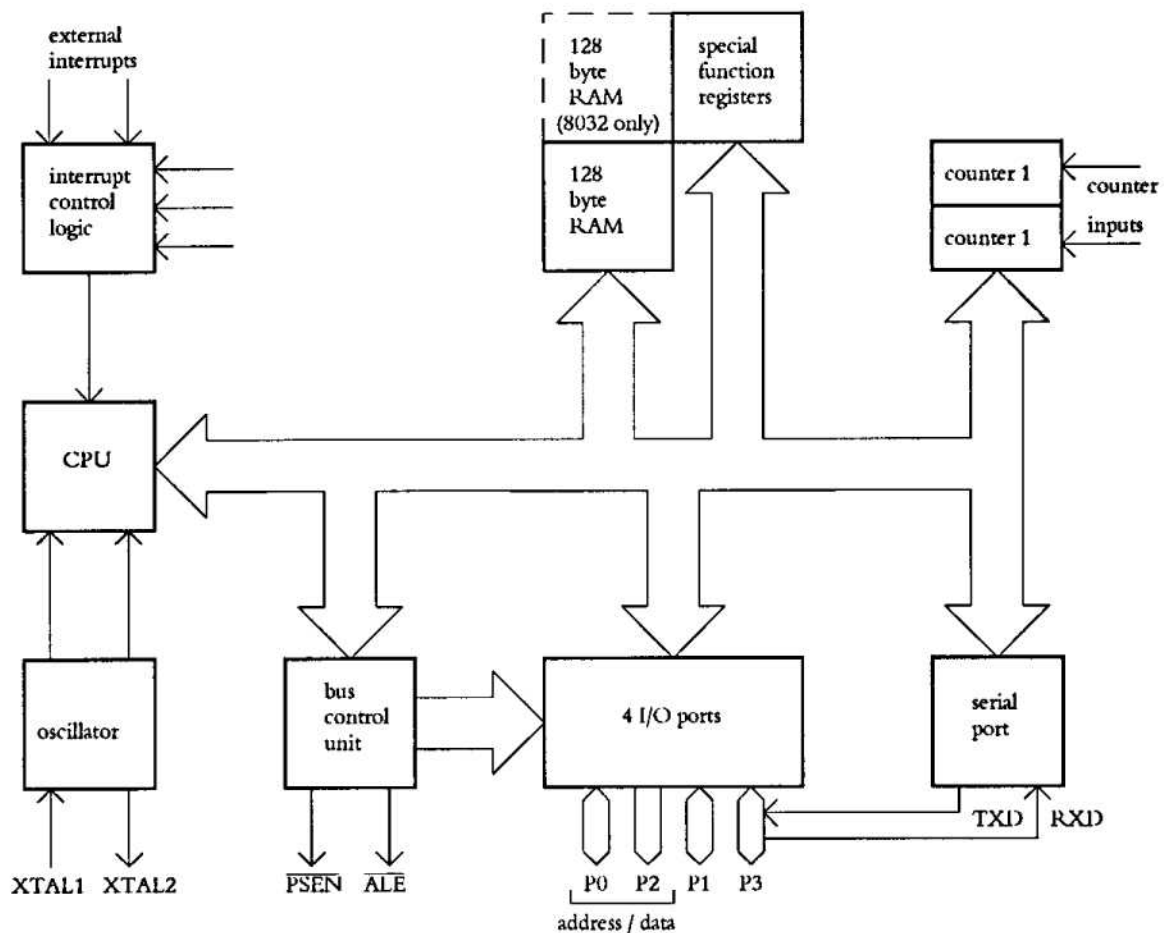 external
interrupts
128
byte
RAM
(8032 only)
special
function
registers
interrupt
control
logic
128
byte
RAM
counter 1
counter
counter 1
inputs
CPU
oscillator
bus
control
unit
4 I/O ports
serial
port
TXD
RXD
XTAL1
XTAL2
PSEN
ALE
P0
P2
P1
P3
address / data